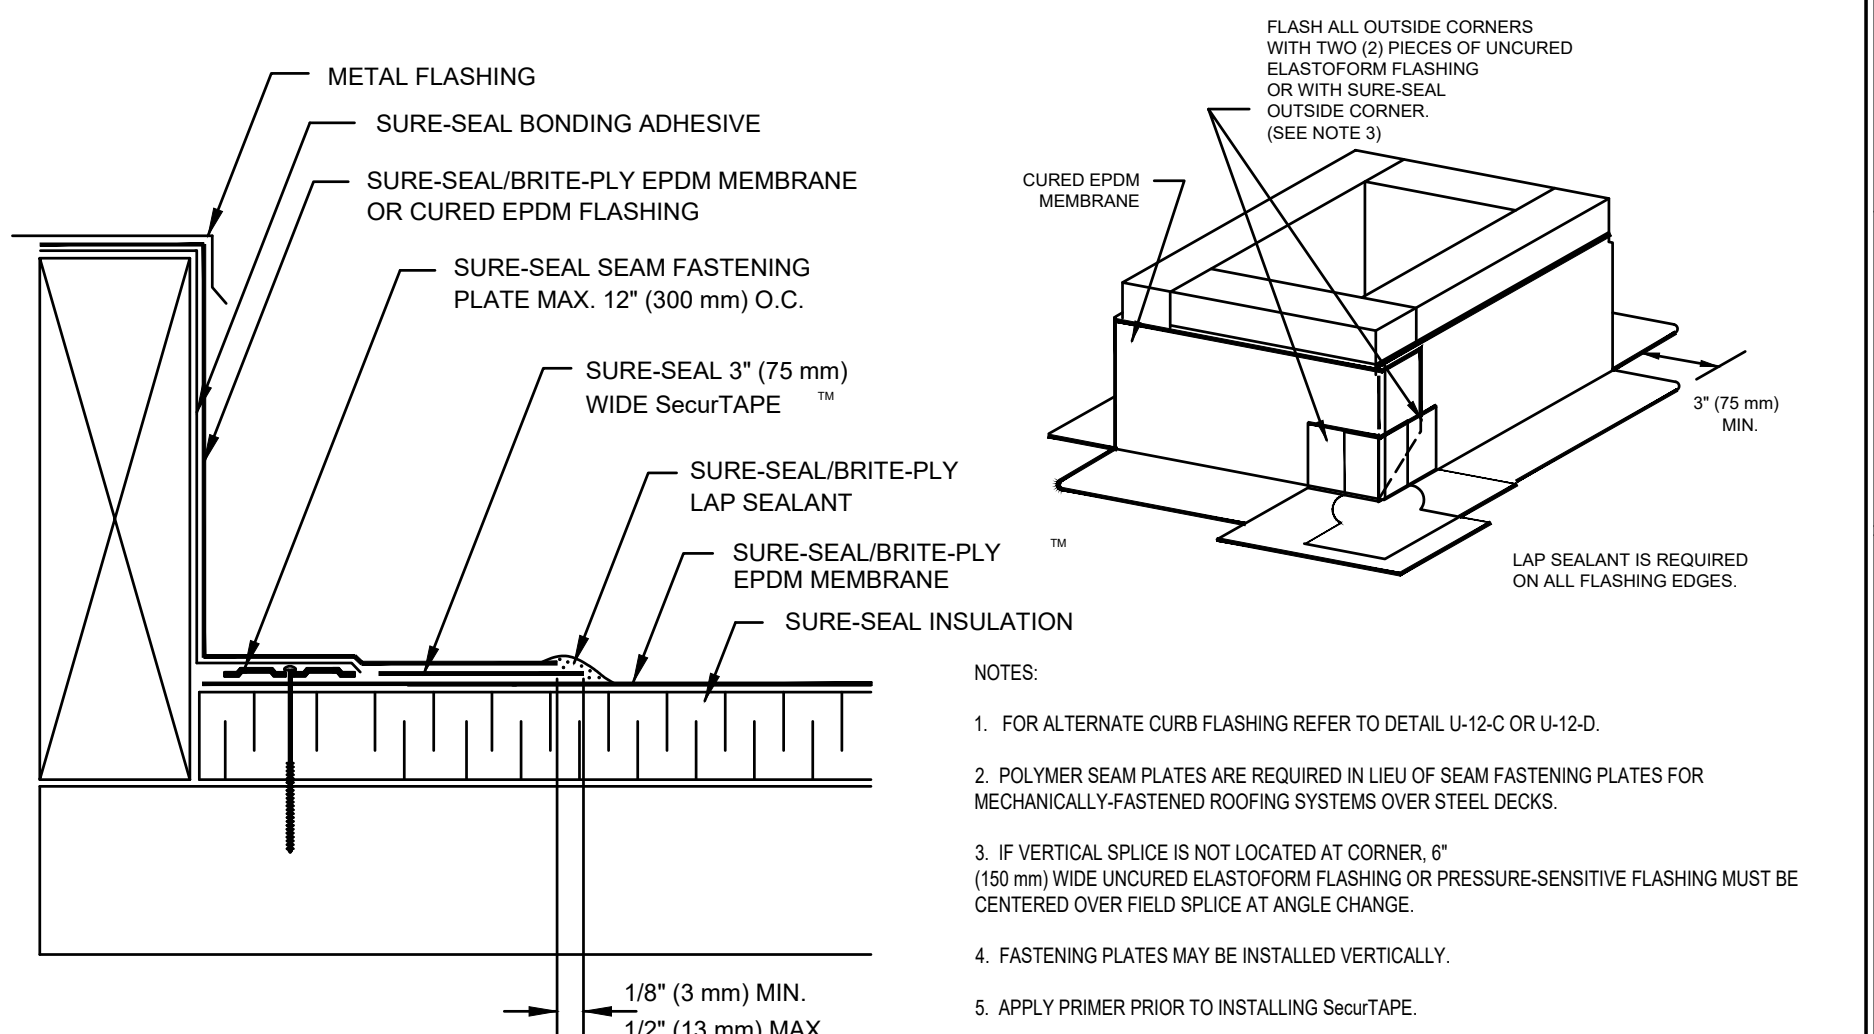 METAL FLASHING
SURE-SEAL BONDING ADHESIVE
SURE-SEAL/BRITE-PLY EPDM MEMBRANE
OR CURED EPDM FLASHING
SURE-SEAL SEAM FASTENING
PLATE MAX. 12" (300 mm) O.C.
SURE-SEAL 3" (75 mm)
WIDE SecurTAPE ™
SURE-SEAL/BRITE-PLY
LAP SEALANT
SURE-SEAL/BRITE-PLY ™
EPDM MEMBRANE
SURE-SEAL INSULATION
1/8" (3 mm) MIN.
1/2" (13 mm) MAX
FLASH ALL OUTSIDE CORNERS
WITH TWO (2) PIECES OF UNCURED
ELASTOFORM FLASHING
OR WITH SURE-SEAL
OUTSIDE CORNER.
(SEE NOTE 3)
CURED EPDM
MEMBRANE
3" (75 mm)
MIN.
LAP SEALANT IS REQUIRED
ON ALL FLASHING EDGES.
NOTES:
1. FOR ALTERNATE CURB FLASHING REFER TO DETAIL U-12-C OR U-12-D.
2. POLYMER SEAM PLATES ARE REQUIRED IN LIEU OF SEAM FASTENING PLATES FOR
MECHANICALLY-FASTENED ROOFING SYSTEMS OVER STEEL DECKS.
3. IF VERTICAL SPLICE IS NOT LOCATED AT CORNER, 6"
(150 mm) WIDE UNCURED ELASTOFORM FLASHING OR PRESSURE-SENSITIVE FLASHING MUST BE
CENTERED OVER FIELD SPLICE AT ANGLE CHANGE.
4. FASTENING PLATES MAY BE INSTALLED VERTICALLY.
5. APPLY PRIMER PRIOR TO INSTALLING SecurTAPE.